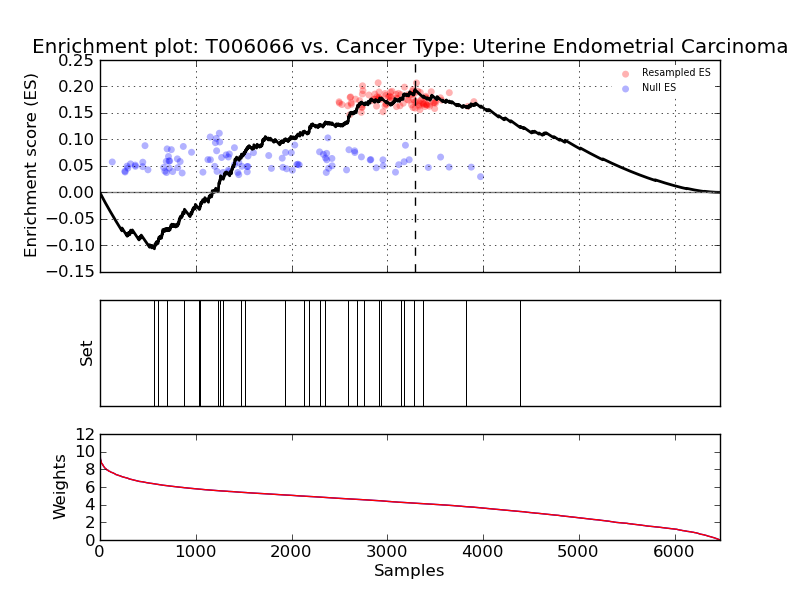 Enrichment plot: T006066 vs. Cancer Type: Uterine Endometrial Carcinoma
0.25
0.20
0.15
0.10
0.05
0.00
−0.05
−0.10
−0.15
Enrichment score (ES)
Resampled ES
Null ES
Set
12
10
8
6
4
2
0
Weights
0 1000 2000 3000 4000 5000 6000
Samples